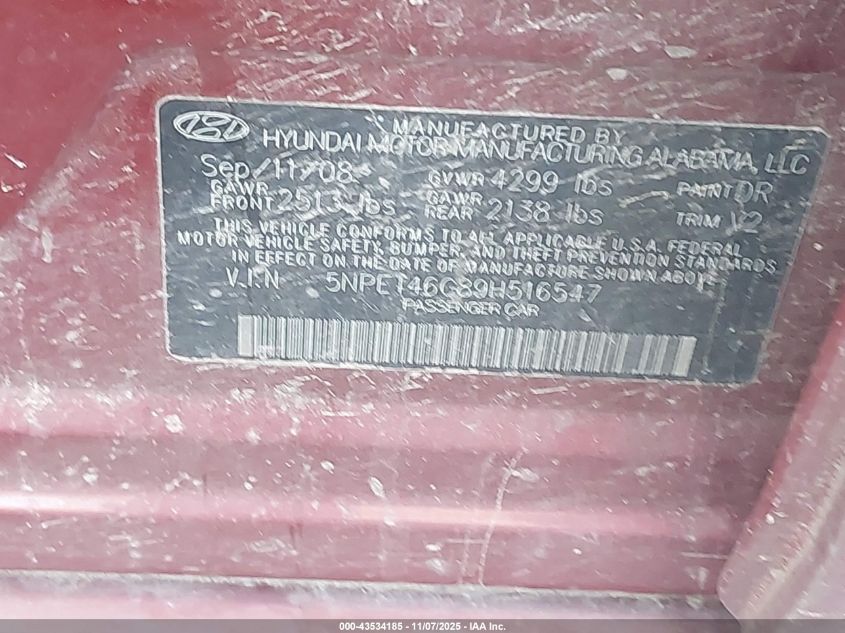 MANUFACTURED BY
HYUNDAI MOTOR MANUFACTURING ALABAMA, LLC
Sep/11/08 GVWR 4299 lbs PAINT DR
GAWR FRONT 2513 lbs GAWR REAR 2138 lbs TRIM V2
THIS VEHICLE CONFORMS TO ALL APPLICABLE U.S.A. FEDERAL
MOTOR VEHICLE SAFETY, BUMPER, AND THEFT PREVENTION STANDARDS
IN EFFECT ON THE DATE OF MANUFACTURE SHOWN ABOVE
V.I.N 5NPET46C89H516547
PASSENGER CAR
000-43534185 - 11/07/2025 - IAA Inc.